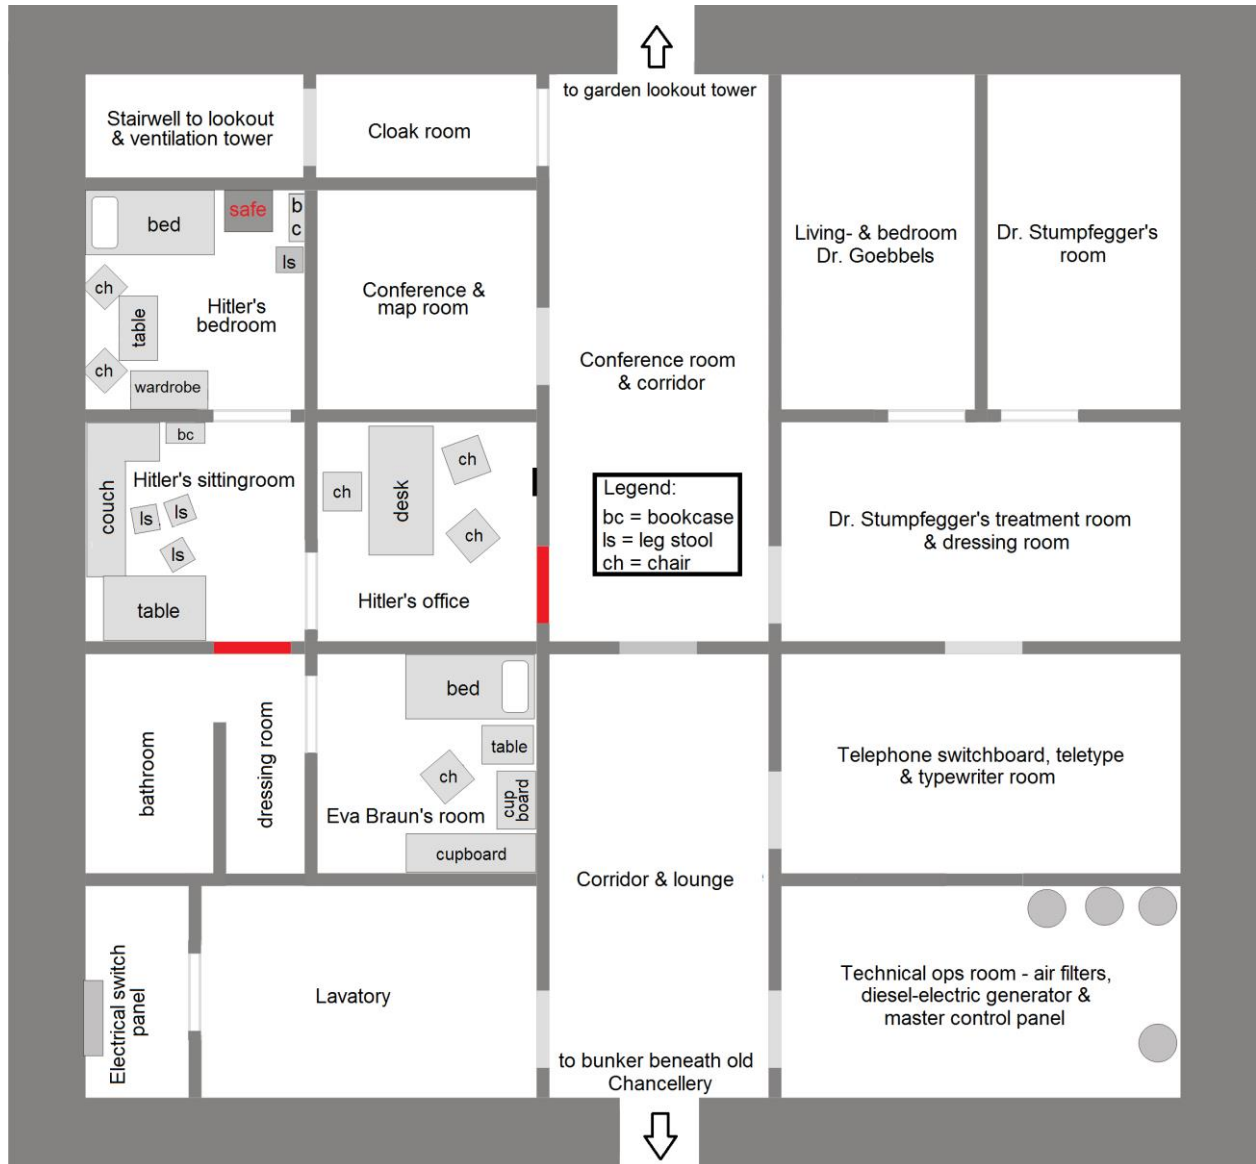 to garden lookout tower
Stairwell to lookout
& ventilation tower
Cloak room
bed
safe
b
c
ls
ch
table
ch
wardrobe
Hitler's
bedroom
Conference &
map room
Conference room
& corridor
Living- & bedroom
Dr. Goebbels
Dr. Stumpfegger's
room
bc
couch
Hitler's sittingroom
ls
ls
ls
table
ch
desk
ch
ch
Hitler's office
Legend:
bc = bookcase
ls = leg stool
ch = chair
Dr. Stumpfegger's treatment room
& dressing room
bathroom
dressing room
bed
table
ch
cup
board
Eva Braun's room
cupboard
Telephone switchboard, teletype
& typewriter room
Corridor & lounge
Electrical switch
panel
Lavatory
Technical ops room - air filters,
diesel-electric generator &
master control panel
to bunker beneath old
Chancellery